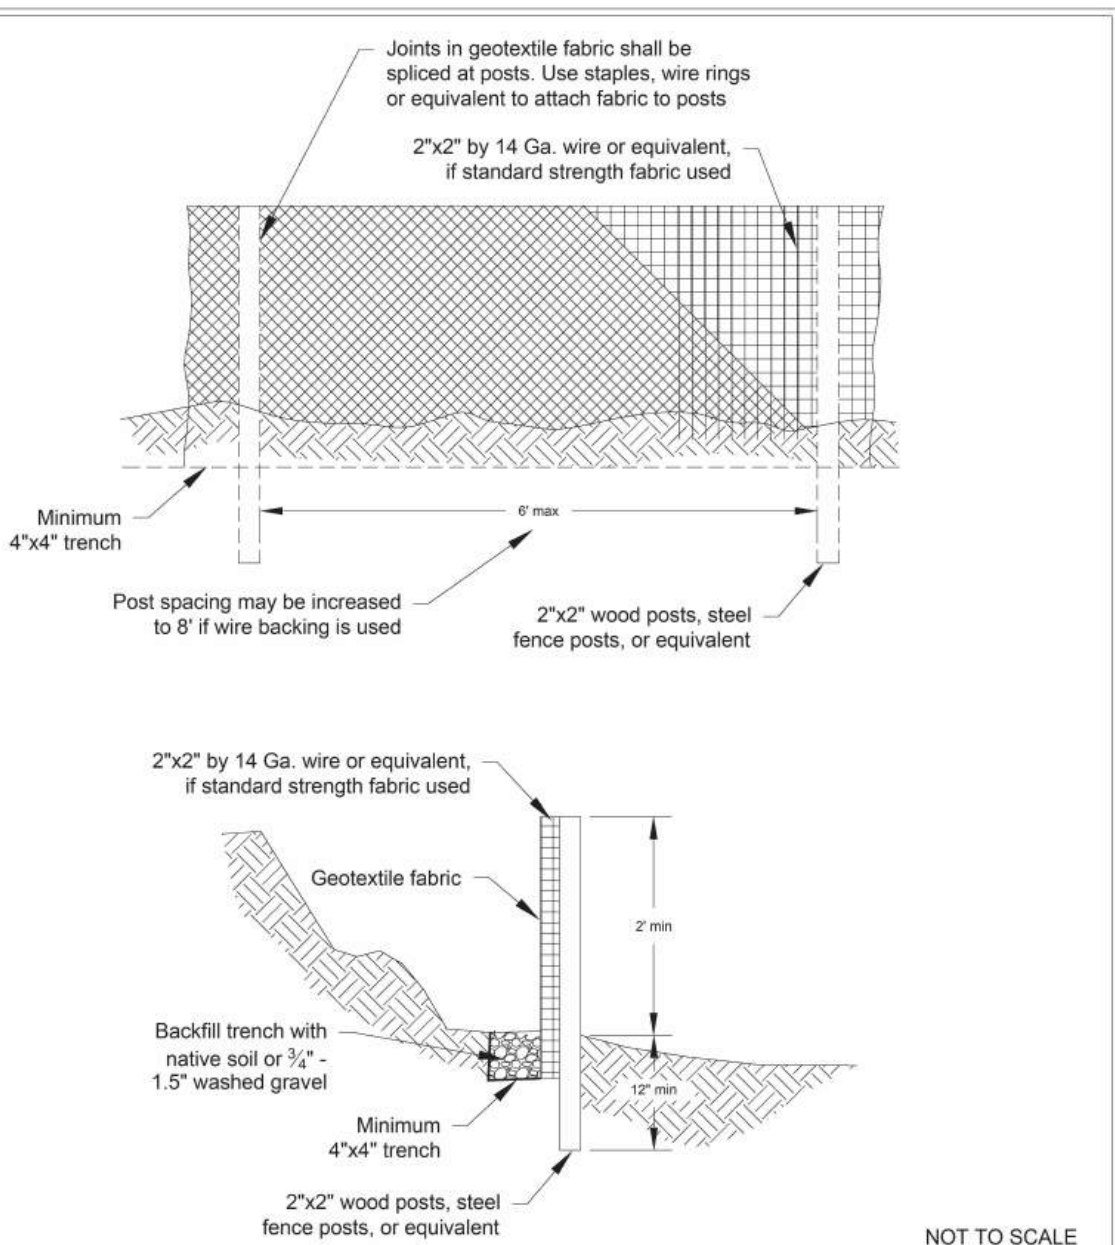 Joints in geotextile fabric shall be
spliced at posts. Use staples, wire rings
or equivalent to attach fabric to posts
2"x2" by 14 Ga. wire or equivalent,
if standard strength fabric used
Minimum
4"x4" trench
6' max
Post spacing may be increased
to 8' if wire backing is used
2"x2" wood posts, steel
fence posts, or equivalent
2"x2" by 14 Ga. wire or equivalent,
if standard strength fabric used
Geotextile fabric
2' min
Backfill trench with
native soil or 3⁄4" -
1.5" washed gravel
12" min
Minimum
4"x4" trench
2"x2" wood posts, steel
fence posts, or equivalent
NOT TO SCALE